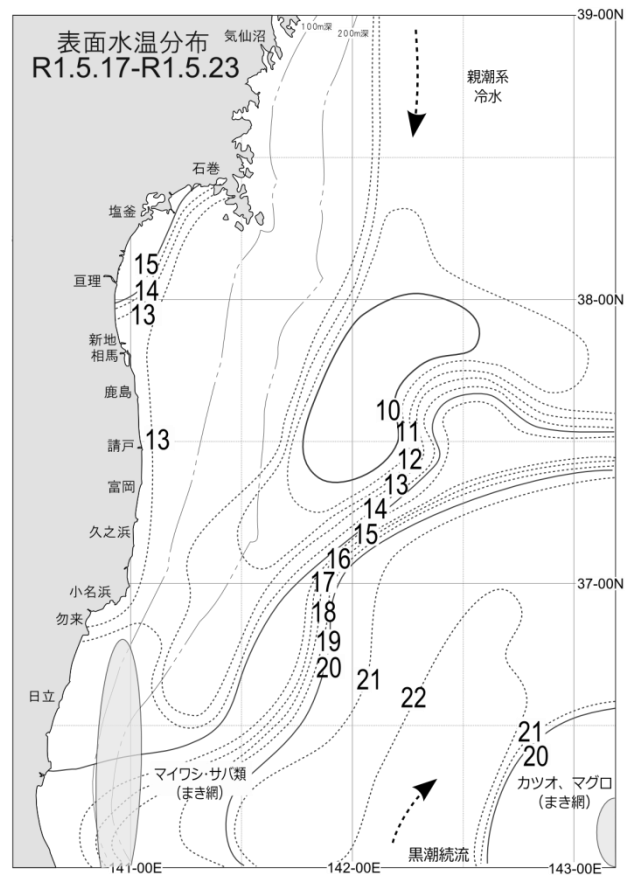 表面水温分布
R1.5.17-R1.5.23
気仙沼
100m深
200m深
39-00N
親潮系
冷水
石巻
塩釜
亘理
15
14
13
38-00N
新地
相馬
鹿島
請戸
13
富岡
久之浜
10
11
12
13
14
15
16
17
18
19
20
21
22
37-00N
小名浜
勿来
日立
21
20
マイワシ・サバ類
(まき網)
カツオ、マグロ
(まき網)
黒潮続流
141-00E
142-00E
143-00E